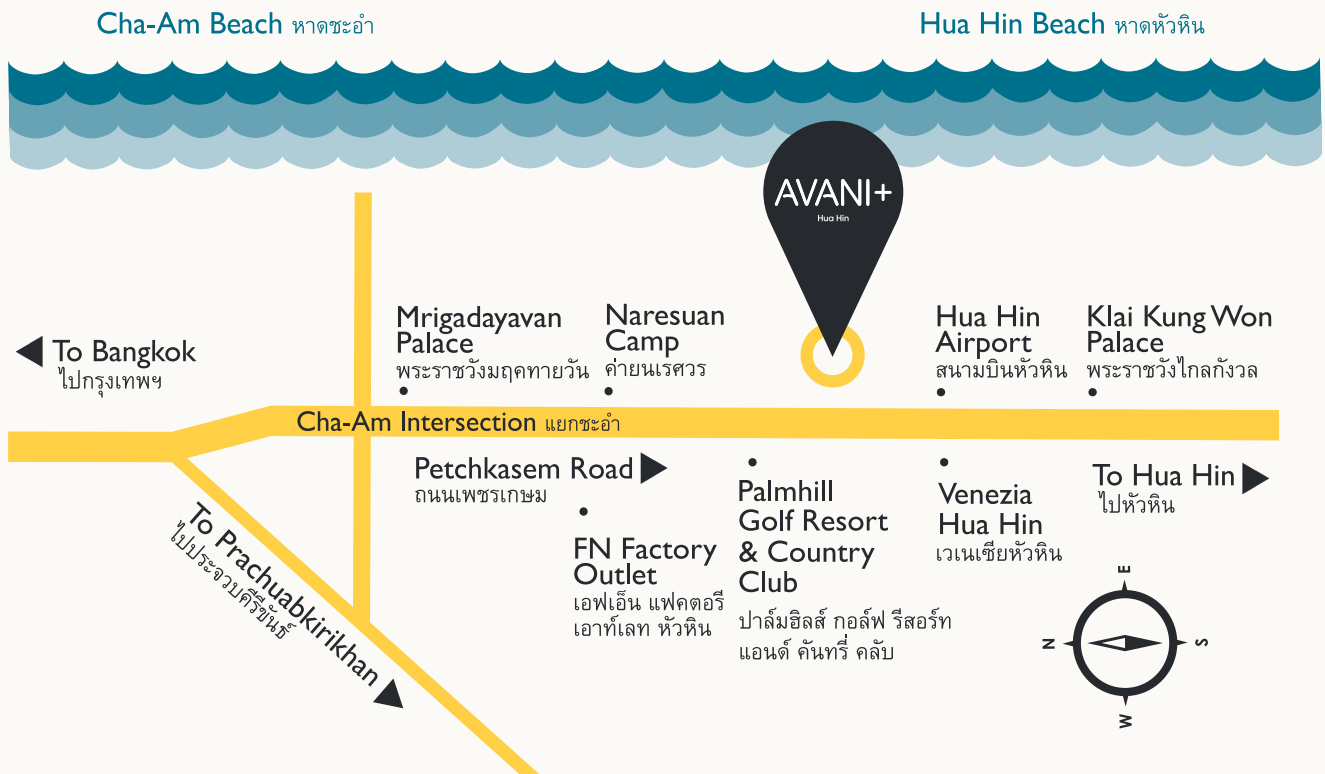 Cha-Am Beach หาดชะอำ
Hua Hin Beach หาดหัวหิน
AVANI+
Hua Hin
To Bangkok
ไปกรุงเทพฯ
Mrigadayavan
Palace
พระราชวังมฤคทายวัน
Naresuan
Camp
ค่ายนเรศวร
Hua Hin
Airport
สนามบินหัวหิน
Klai Kung Won
Palace
พระราชวังไกลกังวล
Cha-Am Intersection แยกชะอำ
Petchkasem Road
ถนนเพชรเกษม
To Prachuabkirikhan
ไปประจวบคีรีขันธ์
FN Factory
Outlet
เอฟเอ็น แฟคตอรี
เอาท์เลท หัวหิน
Palmhill
Golf Resort
& Country
Club
ปาล์มฮิลส์ กอล์ฟ รีสอร์ท
แอนด์ คันทรี่ คลับ
Venezia
Hua Hin
เวเนเซียหัวหิน
To Hua Hin
ไปหัวหิน
E
N
S
W